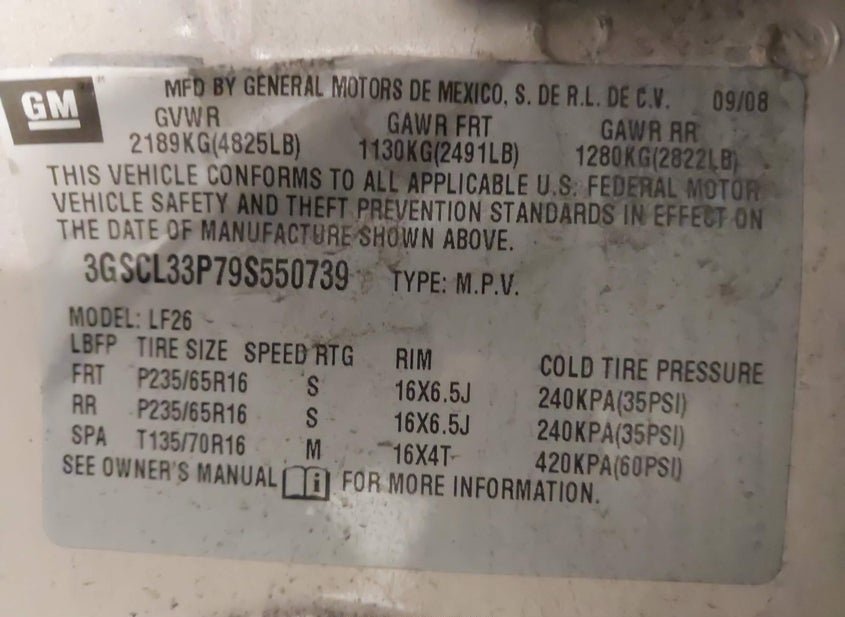 GM
MFD BY GENERAL MOTORS DE MEXICO, S. DE R.L. DE C.V. 09/08
GVWR GAWR FRT GAWR RR
2189KG(4825LB) 1130KG(2491LB) 1280KG(2822LB)
THIS VEHICLE CONFORMS TO ALL APPLICABLE U.S. FEDERAL MOTOR
VEHICLE SAFETY AND THEFT PREVENTION STANDARDS IN EFFECT ON
THE DATE OF MANUFACTURE SHOWN ABOVE.
3GSCL33P79S550739 TYPE: M.P.V.
MODEL: LF26
LBFP TIRE SIZE SPEED RTG RIM COLD TIRE PRESSURE
FRT P235/65R16 S 16X6.5J 240KPA(35PSI)
RR P235/65R16 S 16X6.5J 240KPA(35PSI)
SPA T135/70R16 M 16X4T 420KPA(60PSI)
SEE OWNER'S MANUAL i FOR MORE INFORMATION.